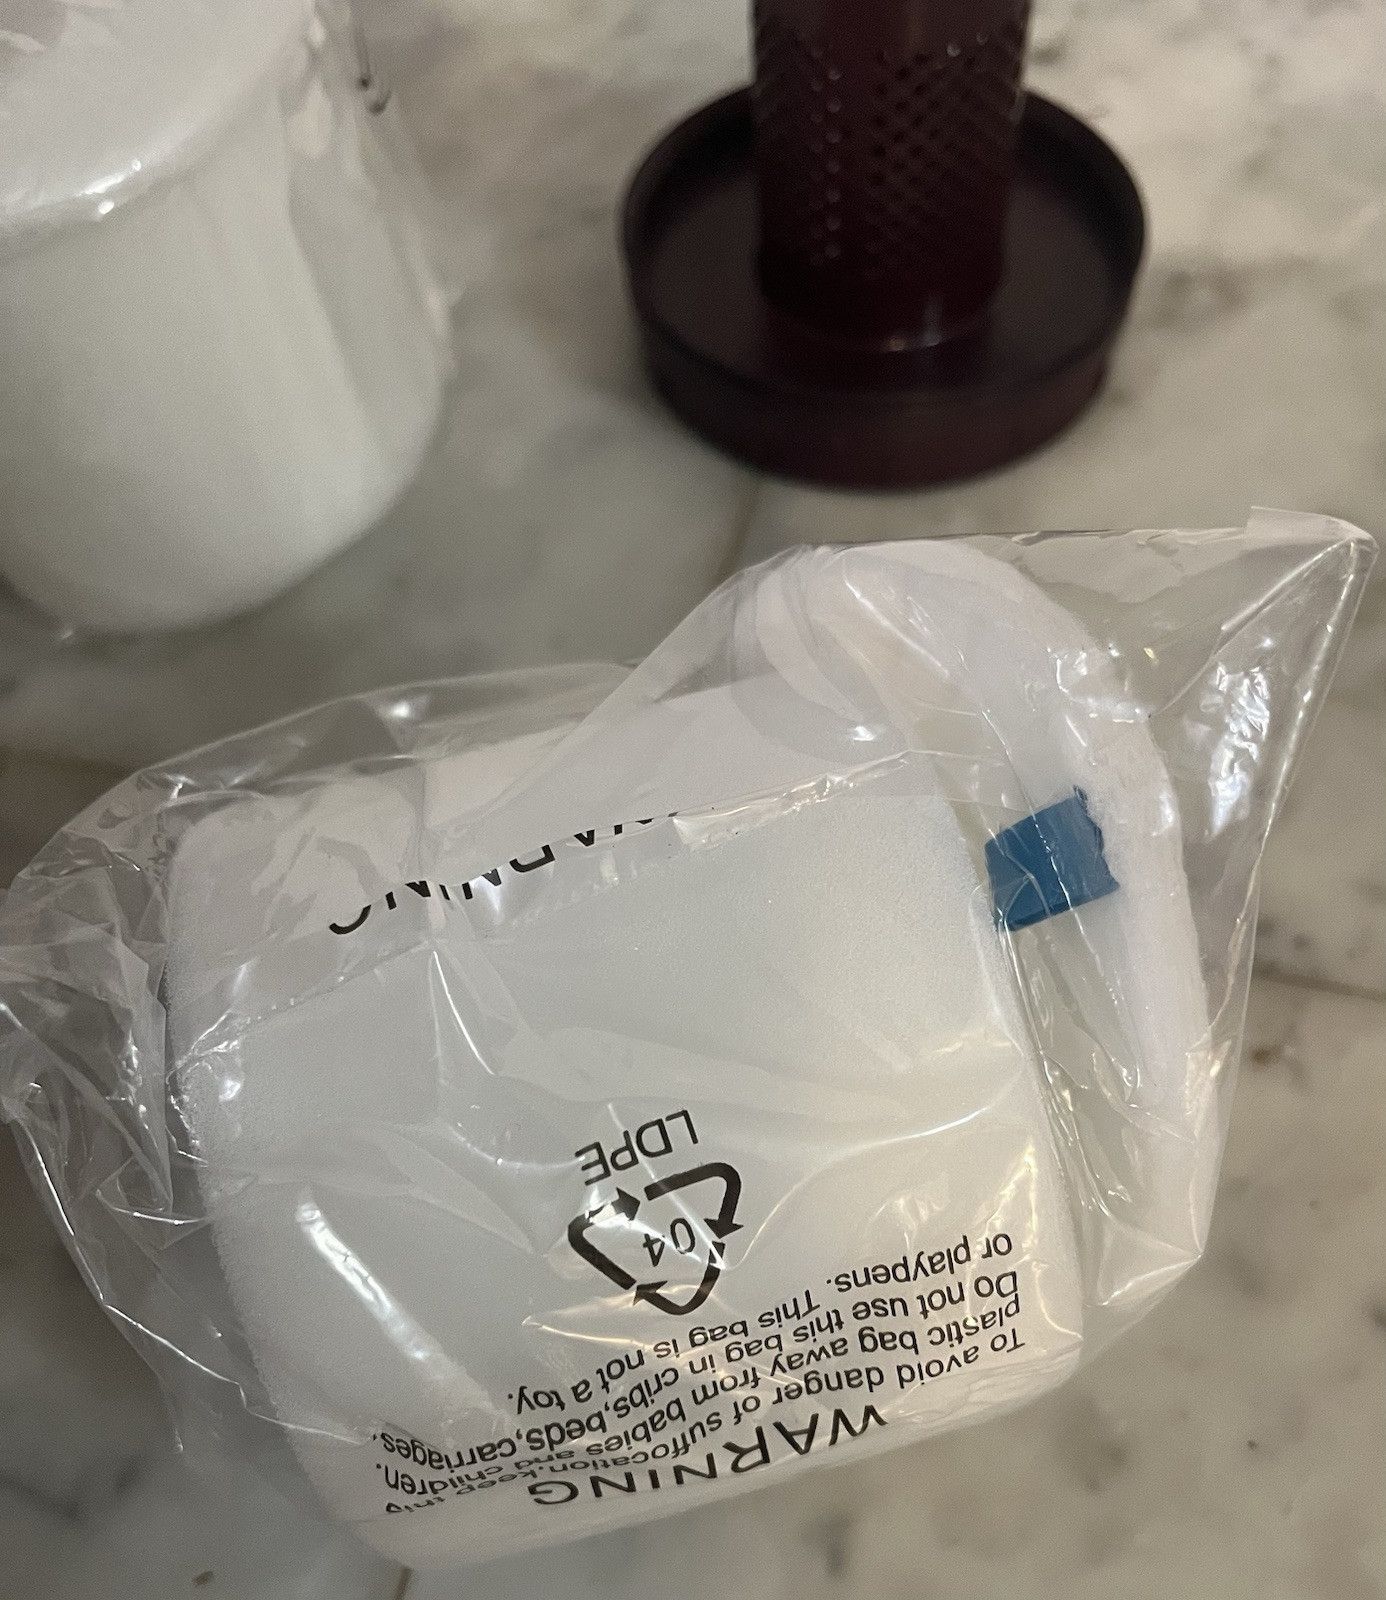 WARNING
To avoid danger of suffocation,keep this
plastic bag away from babies and children.
Do not use this bag in cribs,beds,carriages,
or playpens. This bag is not a toy.
04
LDPE
WARNING